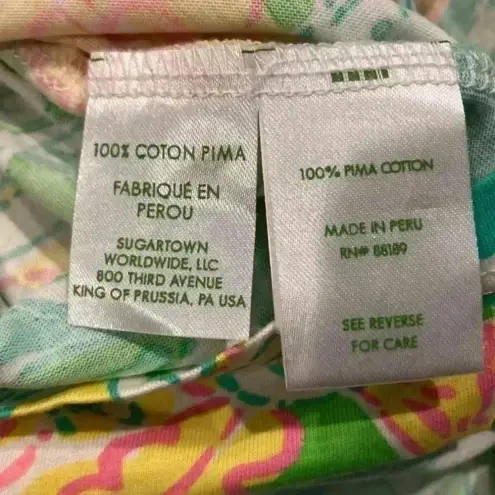 100% COTON PIMA
FABRIQUÉ EN
PEROU
SUGARTOWN
WORLDWIDE, LLC
800 THIRD AVENUE
KING OF PRUSSIA, PA USA
100% PIMA COTTON
MADE IN PERU
RN# 88189
SEE REVERSE
FOR CARE